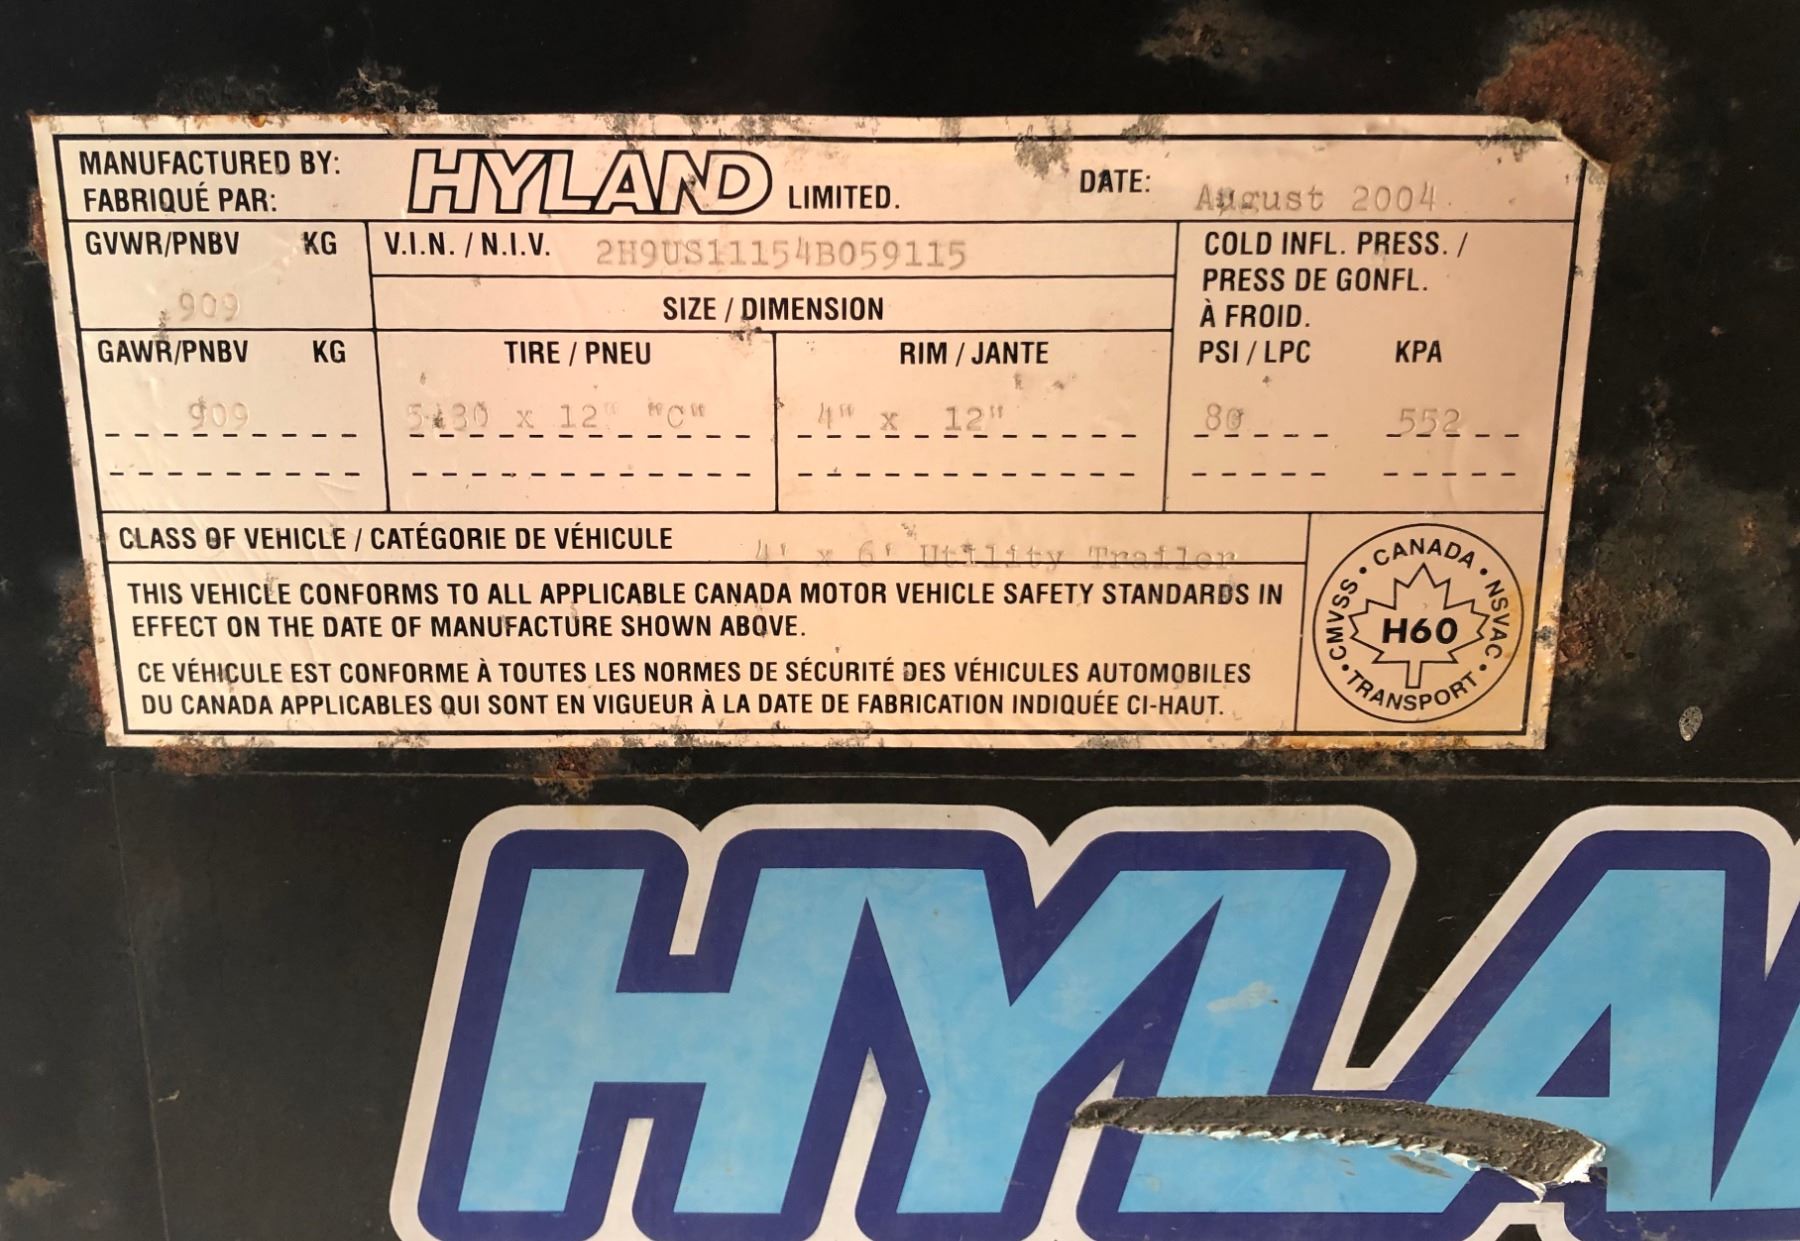 MANUFACTURED BY: HYLAND LIMITED. DATE: August 2004
FABRIQUÉ PAR:
GVWR/PNBV KG
909
V.I.N. / N.I.V. 2H9US11154B059115
SIZE / DIMENSION
COLD INFL. PRESS. /
PRESS DE GONFL.
À FROID.
GAWR/PNBV KG TIRE / PNEU RIM / JANTE PSI / LPC KPA
909 x 12" "C" 4" x 12" 80 552
CLASS OF VEHICLE / CATÉGORIE DE VÉHICULE 4' x 6' Utility Trailer
THIS VEHICLE CONFORMS TO ALL APPLICABLE CANADA MOTOR VEHICLE SAFETY STANDARDS IN
EFFECT ON THE DATE OF MANUFACTURE SHOWN ABOVE.
CE VÉHICULE EST CONFORME À TOUTES LES NORMES DE SÉCURITÉ DES VÉHICULES AUTOMOBILES
DU CANADA APPLICABLES QUI SONT EN VIGUEUR À LA DATE DE FABRICATION INDIQUÉE CI-HAUT.
CMVSS • CANADA • NSVAC • TRANSPORT •
H60
HYLA